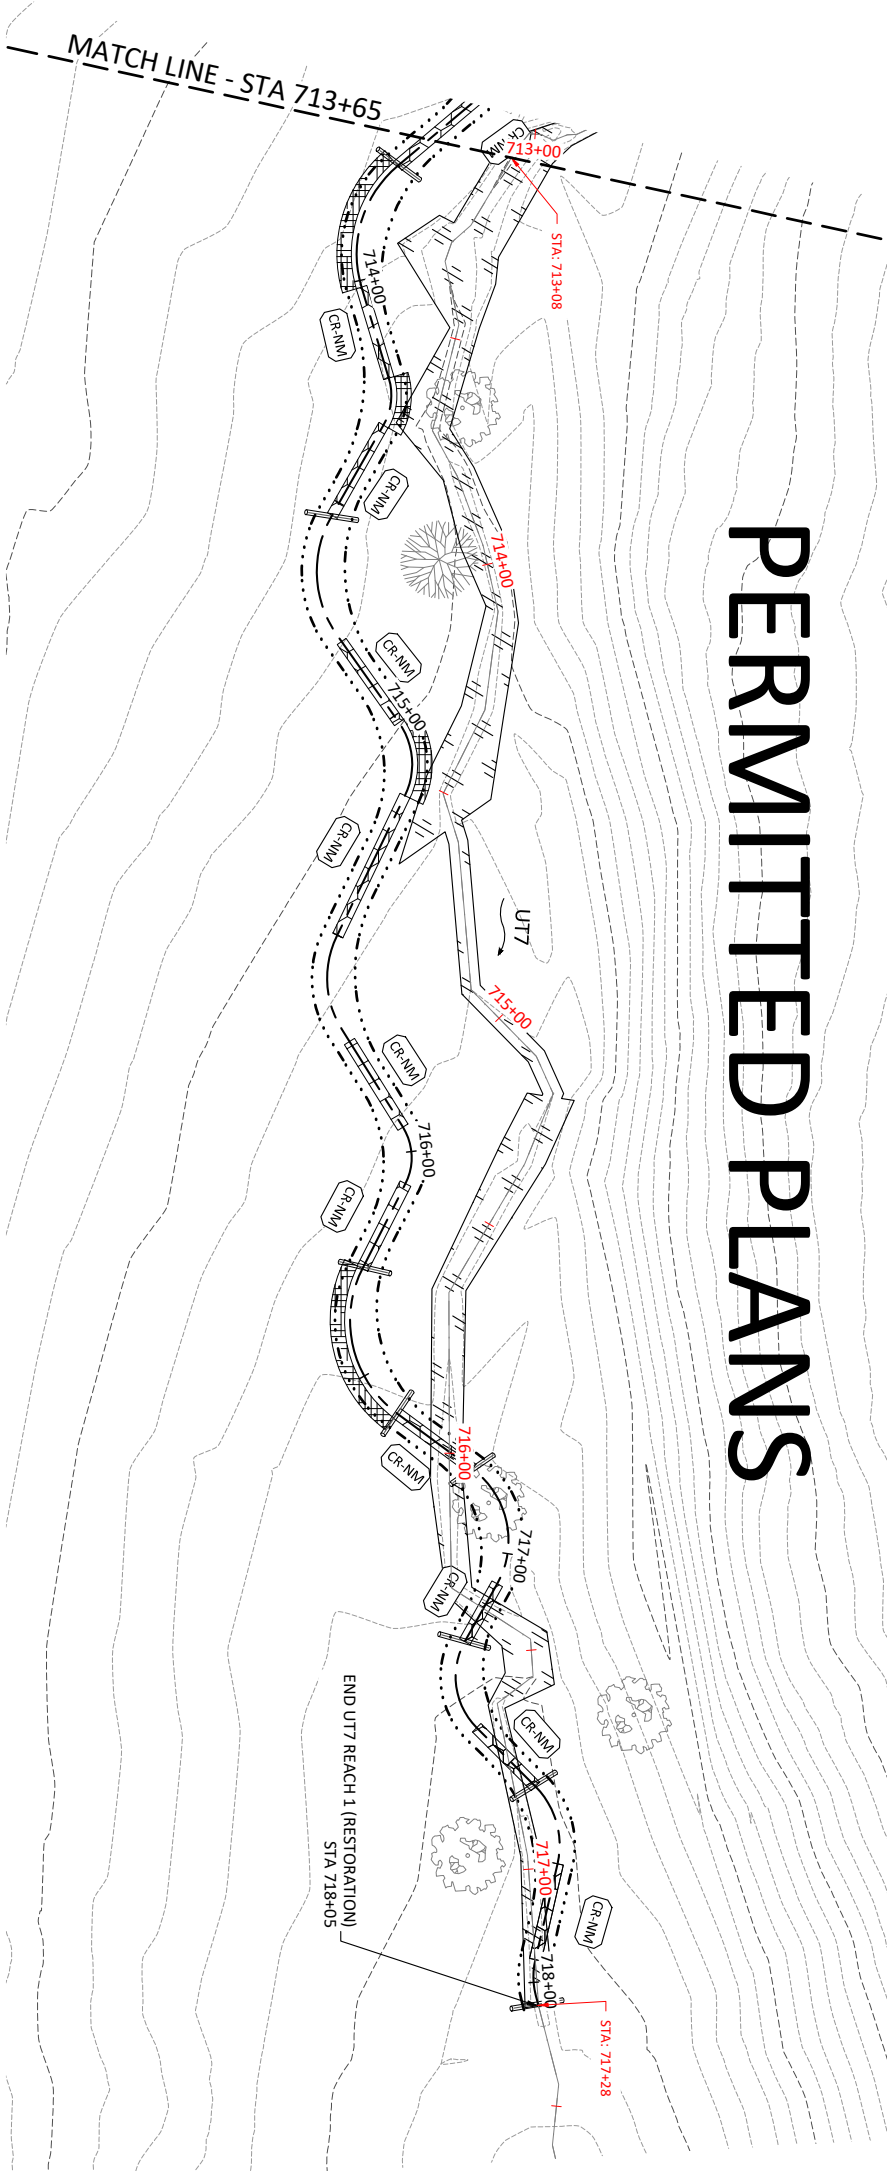 MATCH LINE - STA 713+65
CR-NM
713+00
STA: 713+08
714+00
CR-NM
CR-NM
714+00
CR-NM
715+00
CR-NM
UT7
715+00
CR-NM
716+00
CR-NM
716+00
CR-NM
717+00
CR-NM
CR-NM
717+00
CR-NM
718+00
STA: 717+28
END UT7 REACH 1 (RESTORATION)
STA 718+05
PERMITTED PLANS